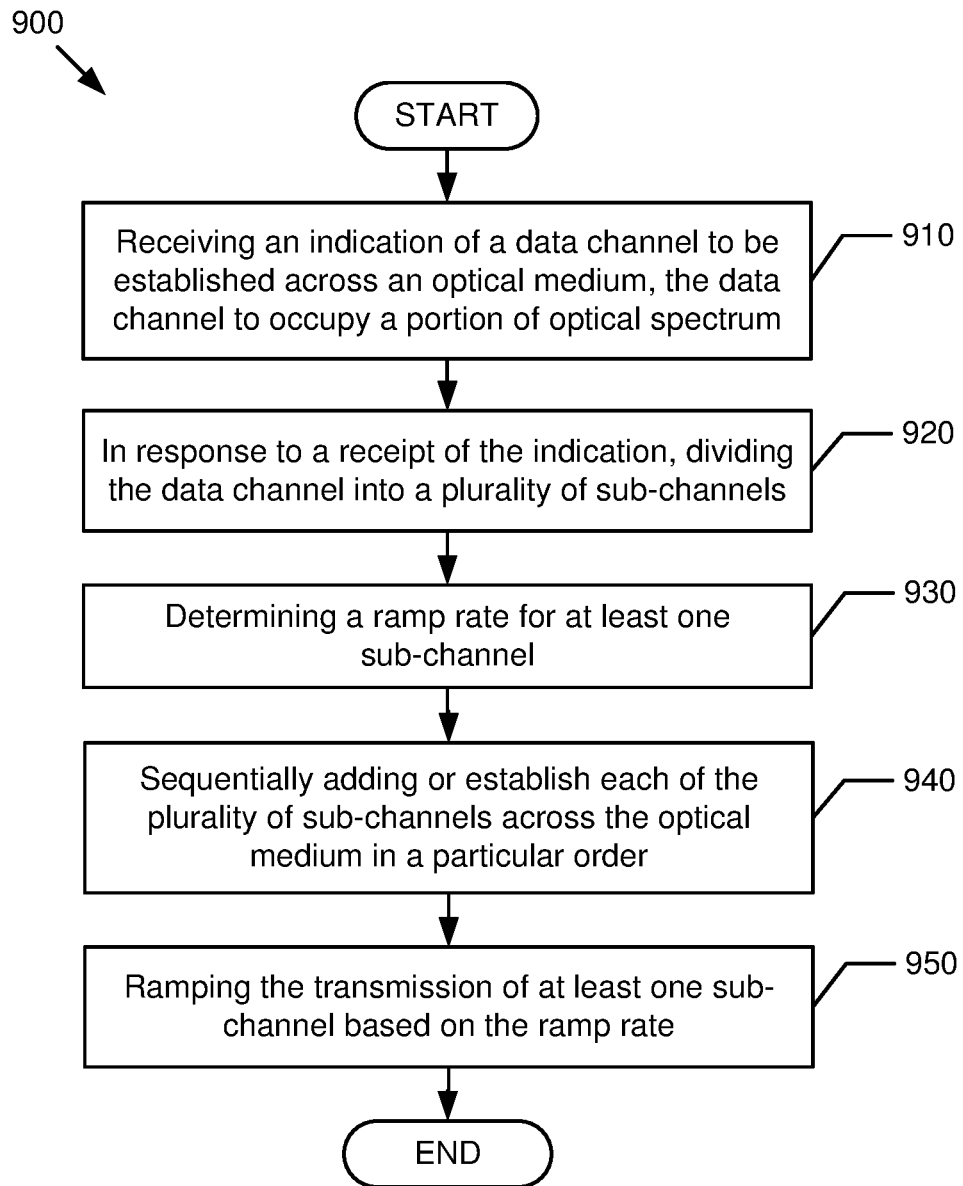 900
START
Receiving an indication of a data channel to be
established across an optical medium, the data
channel to occupy a portion of optical spectrum
910
In response to a receipt of the indication, dividing
the data channel into a plurality of sub-channels
920
Determining a ramp rate for at least one
sub-channel
930
Sequentially adding or establish each of the
plurality of sub-channels across the optical
medium in a particular order
940
Ramping the transmission of at least one sub-
channel based on the ramp rate
950
END